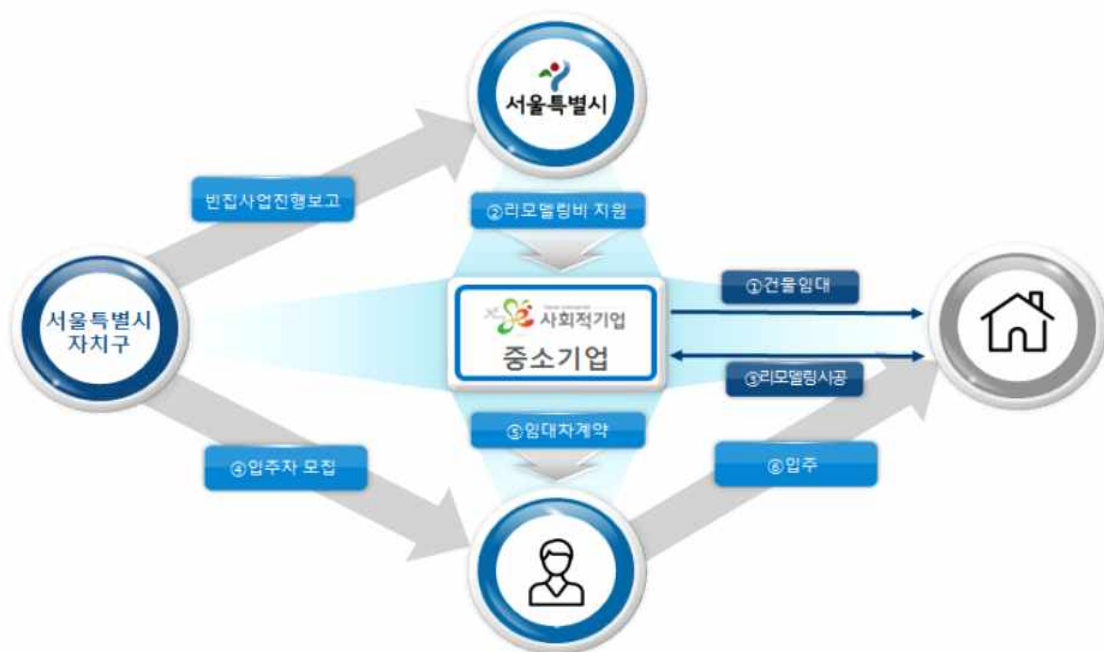 서울특별시
빈집사업진행보고
②리모델링비 지원
서울특별시
자치구
사회적기업
중소기업
①건물임대
③리모델링시공
④입주자 모집
⑤임대차계약
⑥입주